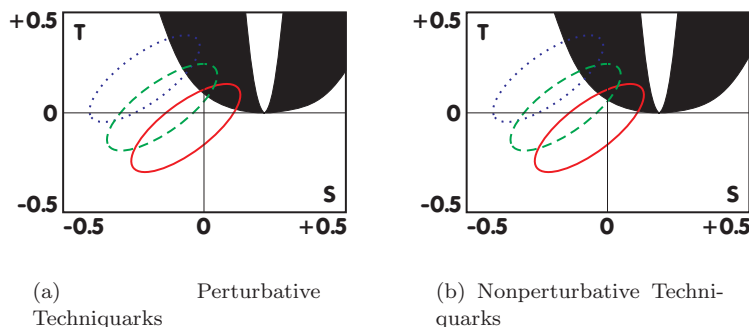 +0.5 T
0
-0.5 S
-0.5 0 +0.5
+0.5 T
0
-0.5 S
-0.5 0 +0.5
(a) Perturbative
Techniquarks
(b) Nonperturbative Techni-
quarks